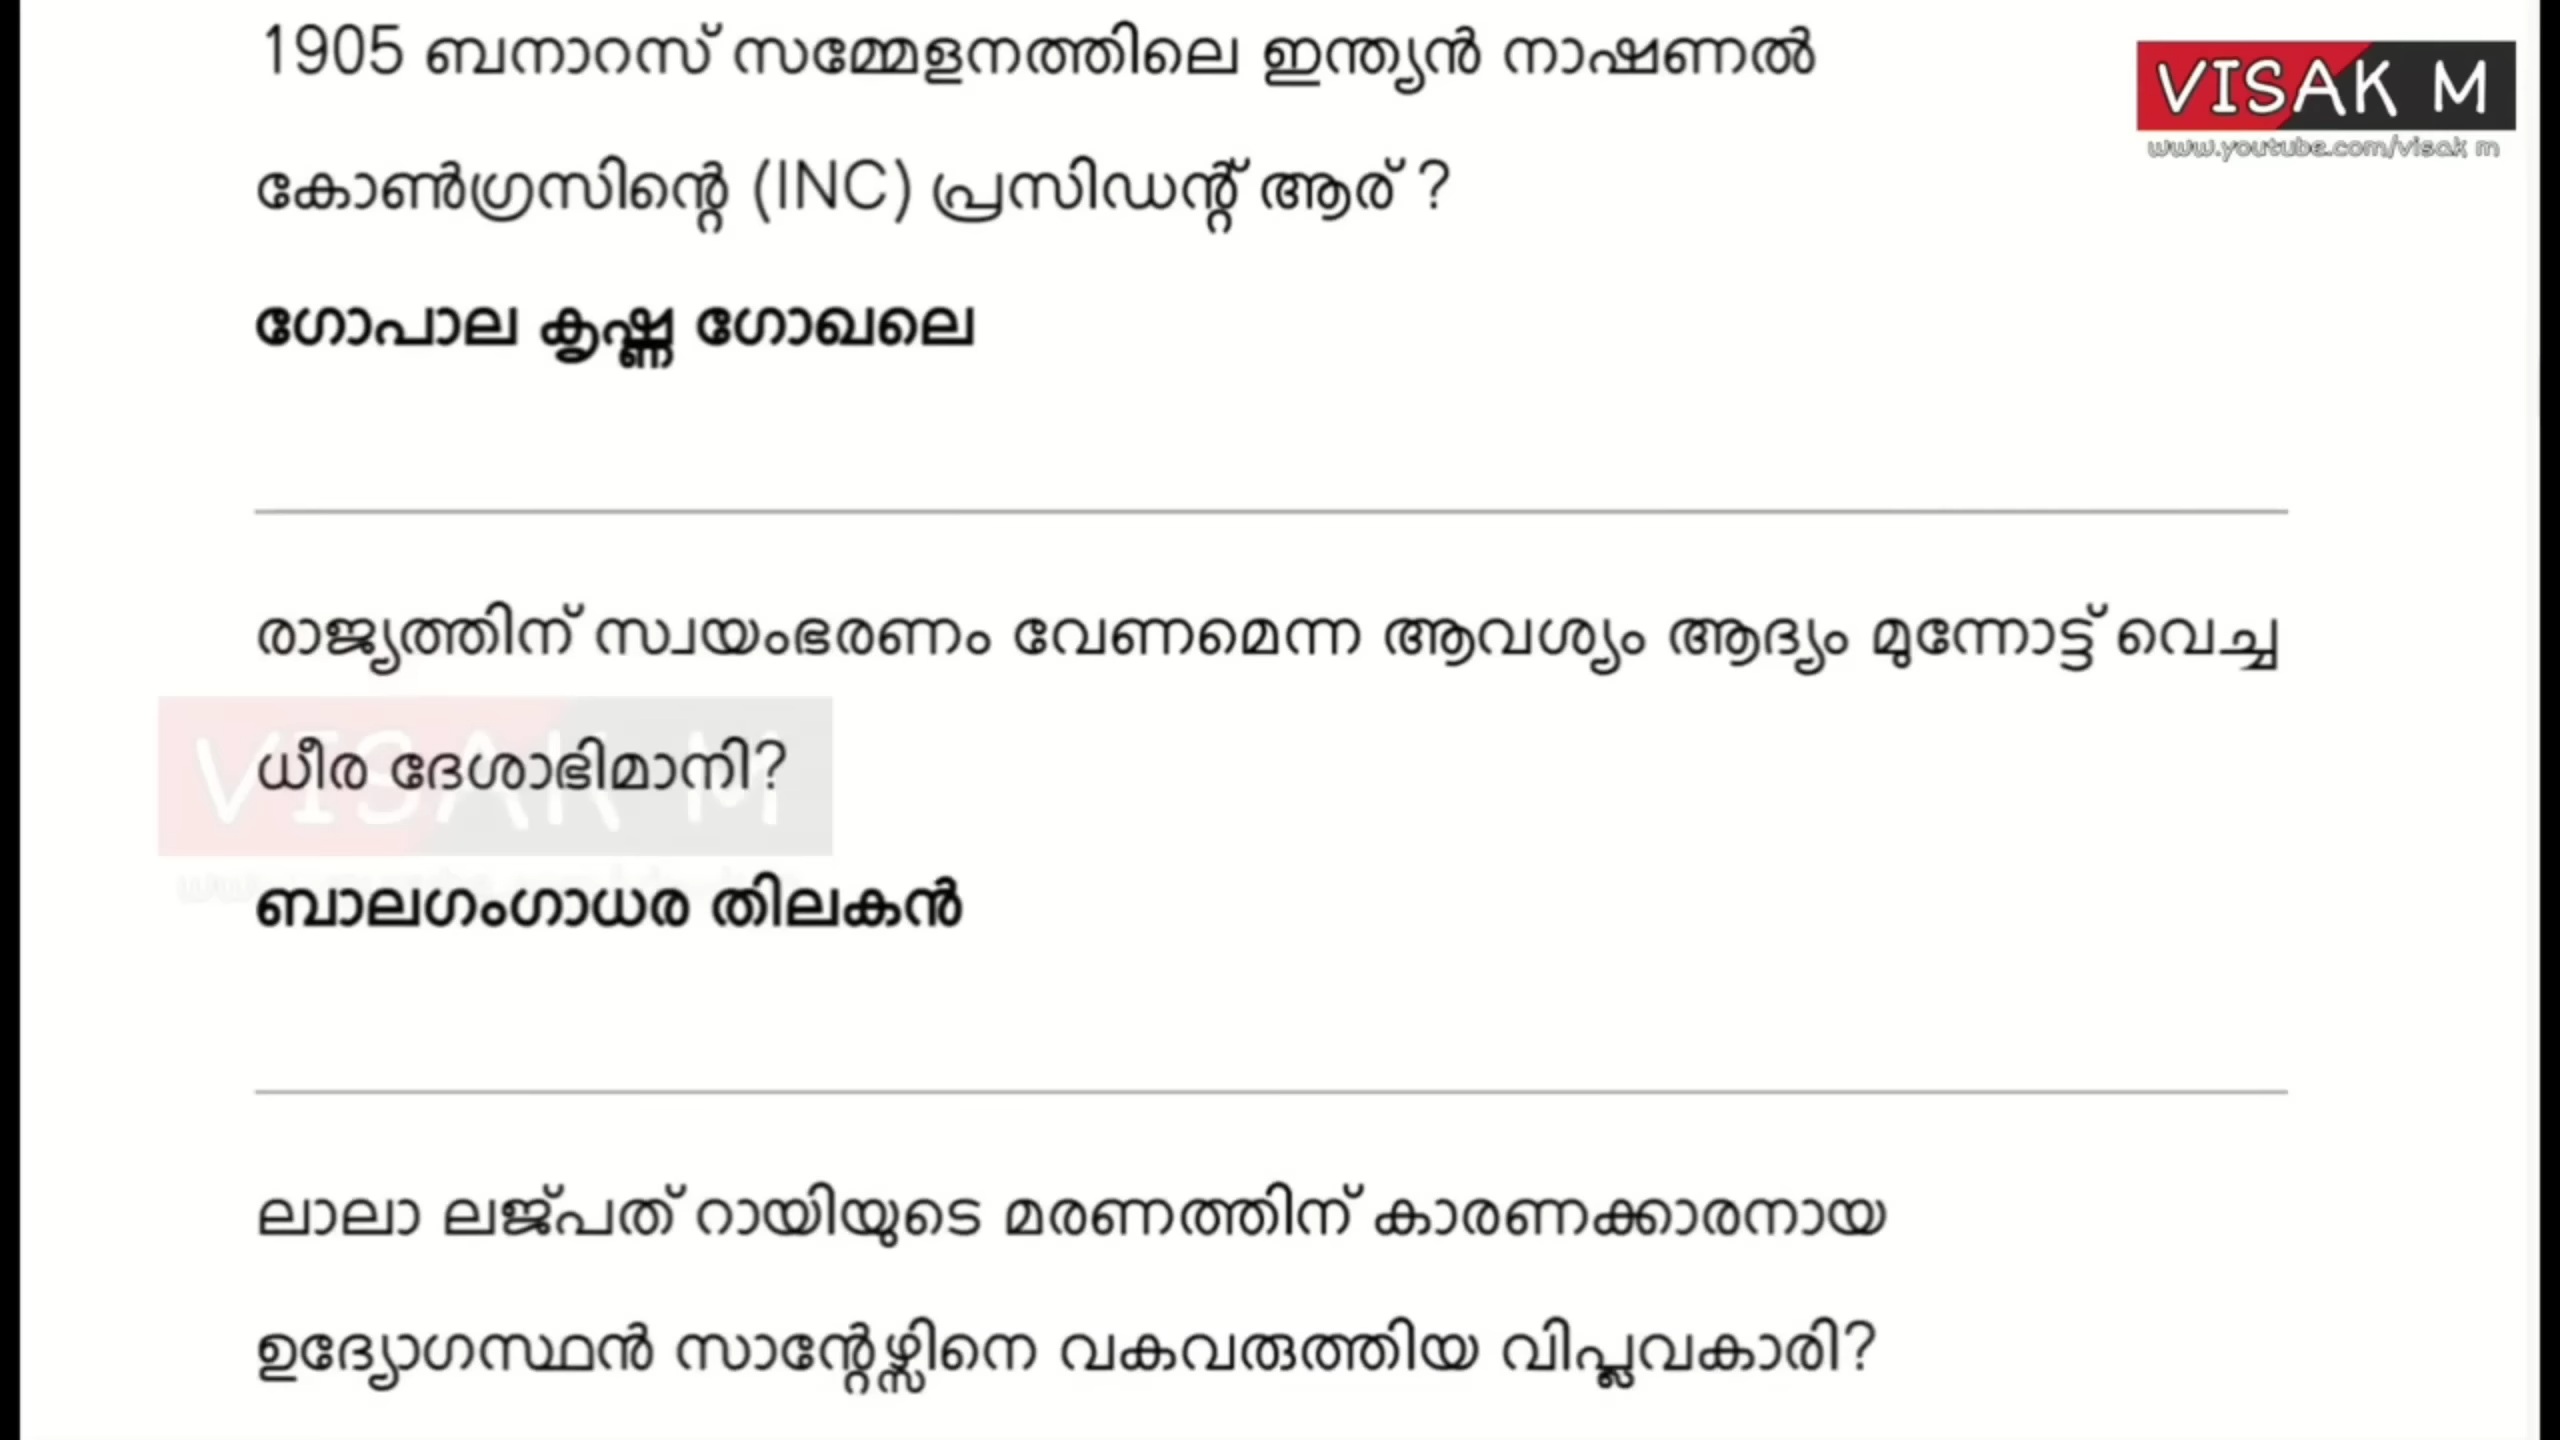 1905 ബനാറസ് സമ്മേളനത്തിലെ ഇന്ത്യൻ നാഷണൽ
VISAK M
www.youtube.com/visak m
കോൺഗ്രസിന്റെ (INC) പ്രസിഡന്റ് ആര് ?
ഗോപാല കൃഷ്ണ ഗോഖലെ
രാജ്യത്തിന് സ്വയംഭരണം വേണമെന്ന ആവശ്യം ആദ്യം മുന്നോട്ട് വെച്ച
ധീര ദേശാഭിമാനി?
VISAK M
ബാലഗംഗാധര തിലകൻ
ലാലാ ലജ്പത് റായിയുടെ മരണത്തിന് കാരണക്കാരനായ
ഉദ്യോഗസ്ഥൻ സാന്റേഴ്സിനെ വകവരുത്തിയ വിപ്ലവകാരി?